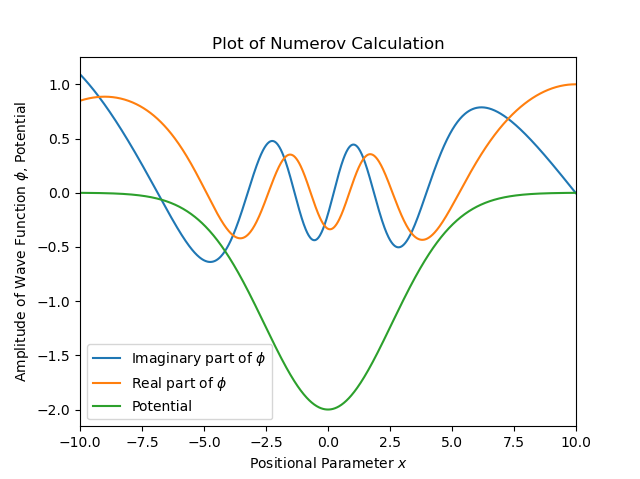 Plot of Numerov Calculation
Amplitude of Wave Function ϕ, Potential
1.0
0.5
0.0
−0.5
−1.0
−1.5
−2.0
Imaginary part of ϕ
Real part of ϕ
Potential
−10.0 −7.5 −5.0 −2.5 0.0 2.5 5.0 7.5 10.0
Positional Parameter x